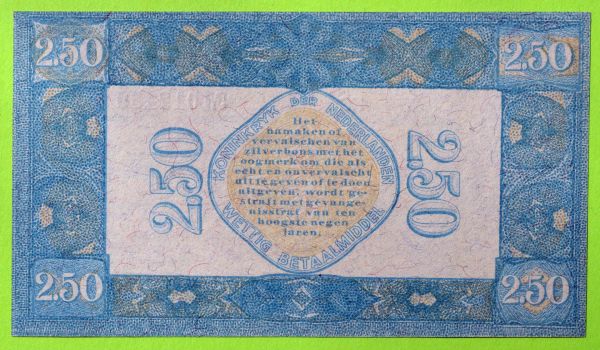 2.50
2.50
KONINKRYK DER NEDERLANDEN
Het
namaken of
vervalschen van
zilverbons met het
oogmerk om die als
echt en onvervalscht
uit te geven of te doen
uitgeven, wordt ge-
straft met gevange-
nisstraf van ten
hoogste negen
jaren.
WETTIG BETAALMIDDEL
2.50
2.50
2.50
2.50